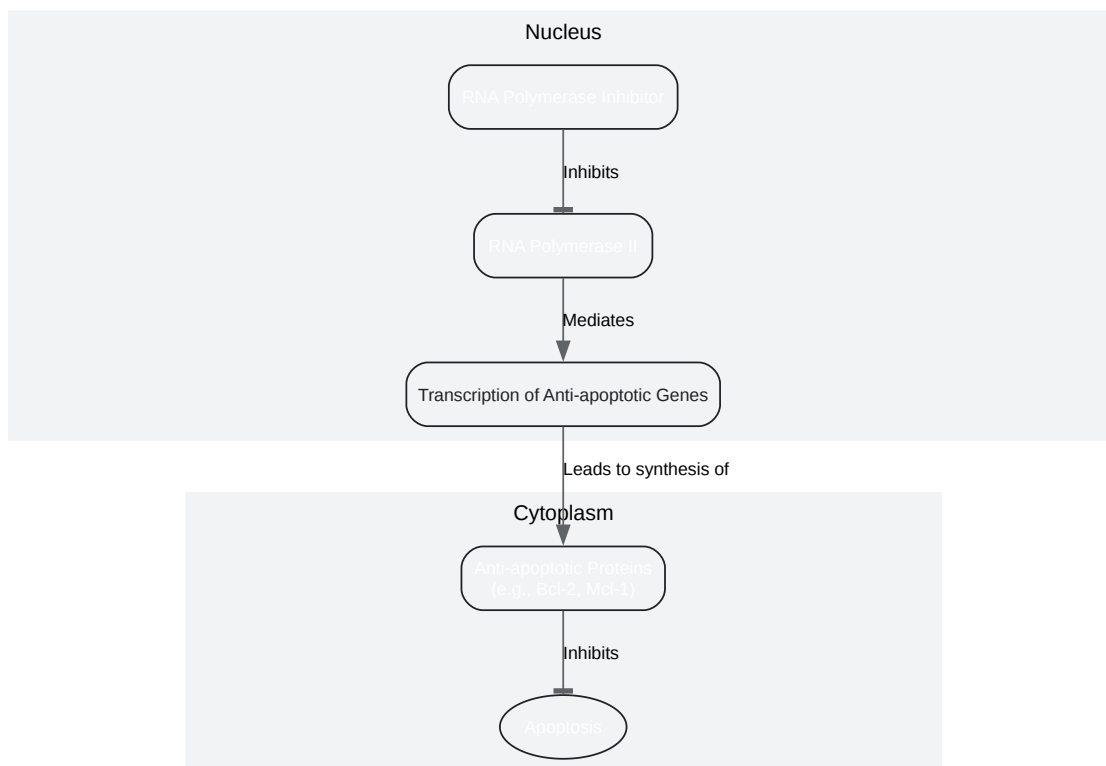 Nucleus
RNA Polymerase Inhibitor
Inhibits
RNA Polymerase II
Mediates
Transcription of Anti-apoptotic Genes
Leads to synthesis of
Cytoplasm
Anti-apoptotic Proteins
(e.g., Bcl-2, Mcl-1)
Inhibits
Apoptosis